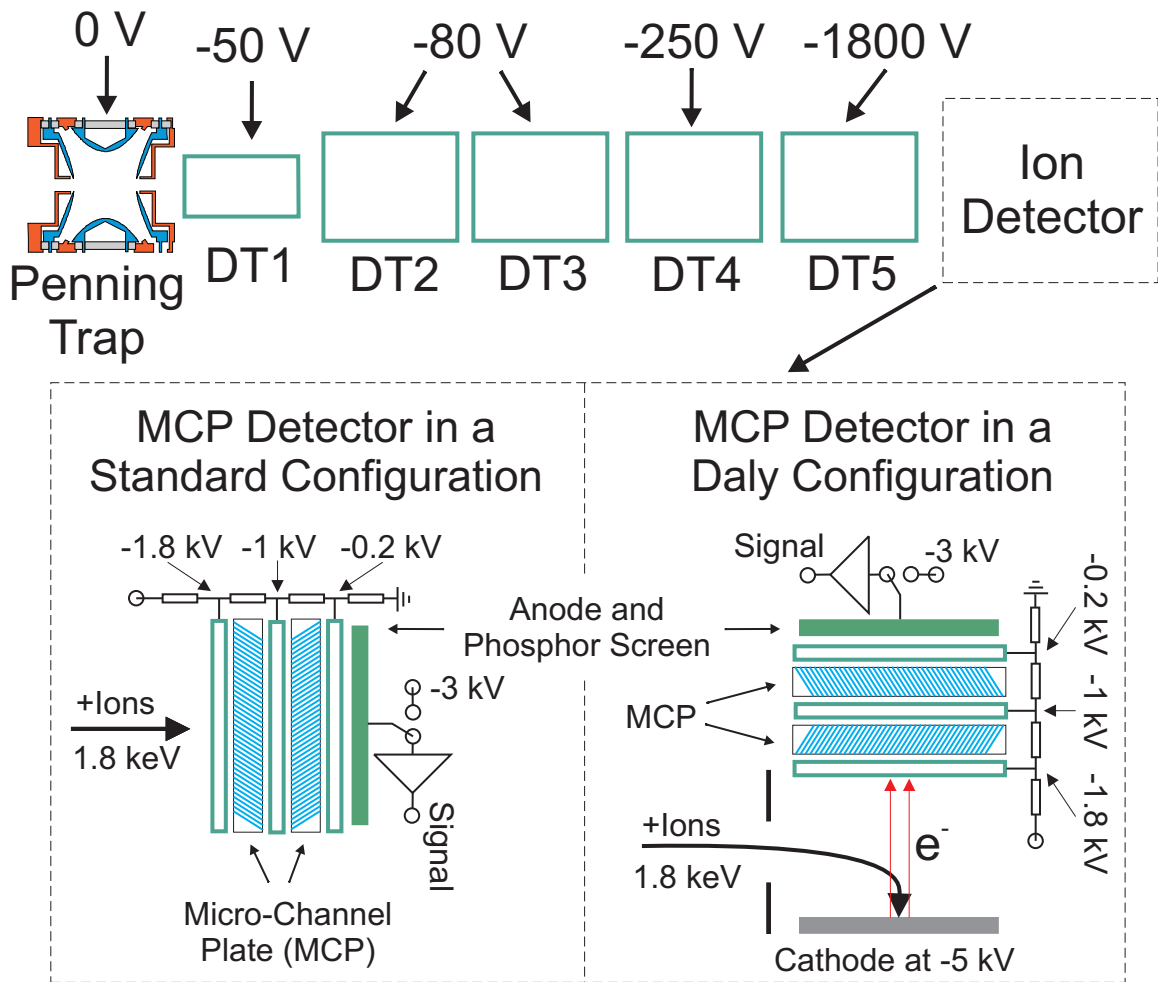 0 V
-50 V
-80 V
-250 V
-1800 V
Penning
Trap
DT1
DT2
DT3
DT4
DT5
Ion
Detector
MCP Detector in a
Standard Configuration
-1.8 kV
-1 kV
-0.2 kV
+Ions
1.8 keV
-3 kV
Signal
Micro-Channel
Plate (MCP)
Anode and
Phosphor Screen
MCP
MCP Detector in a
Daly Configuration
Signal
-3 kV
-0.2 kV
-1 kV
-1.8 kV
+Ions
1.8 keV
e-
Cathode at -5 kV